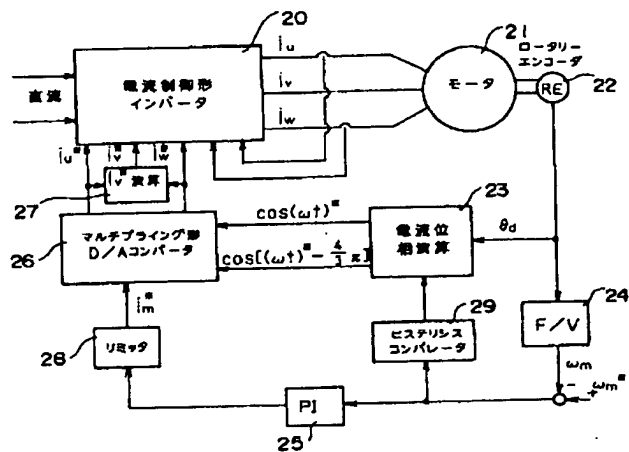 20
iu
21
ロータリー
エンコーダ
直流
電流制御形
インバータ
iv
モータ
RE
22
iw
iu*
iv*
iw*
iv*演算
27
23
cos(ωt)*
26
マルチプライング形
D/Aコンバータ
電流位
相演算
θd
cos[(ωt)*-4/3π]
29
24
im*
ヒステリシス
コンパレータ
F/V
28
リミッタ
ωm
-
+
ωm*
PI
25